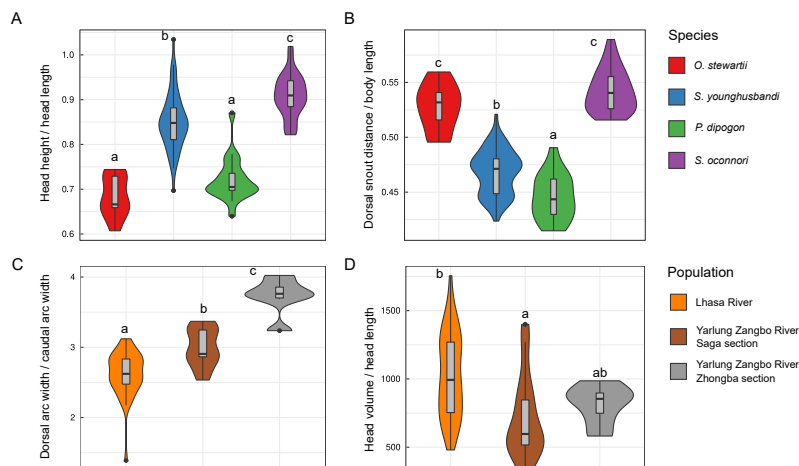 A
Head height / head length
1.0
0.9
0.8
0.7
0.6
a
b
a
c
B
Dorsal snout distance / body length
0.55
0.50
0.45
c
b
a
c
Species
O. stewartii
S. younghusbandi
P. dipogon
S. oconnori
C
Dorsal arc width / caudal arc width
4
3
2
a
b
c
D
Head volume / head length
1500
1000
500
b
a
ab
Population
Lhasa River
Yarlung Zangbo River
Saga section
Yarlung Zangbo River
Zhongba section